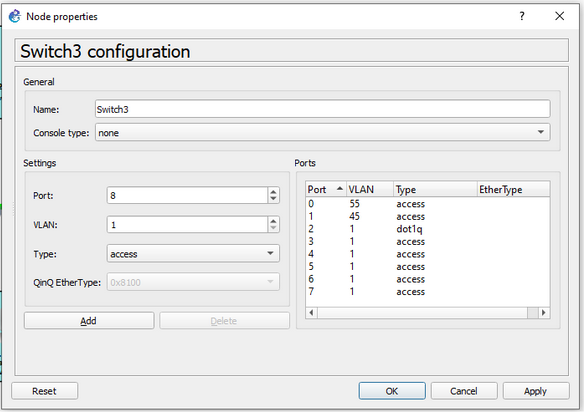 Node properties
Switch3 configuration
General
Name: Switch3
Console type: none
Settings
Port: 8
VLAN: 1
Type: access
QinQ EtherType: 0x8100
Add Delete
Ports
Port VLAN Type EtherType
0 55 access
1 45 access
2 1 dot1q
3 1 access
4 1 access
5 1 access
6 1 access
7 1 access
Reset OK Cancel Apply